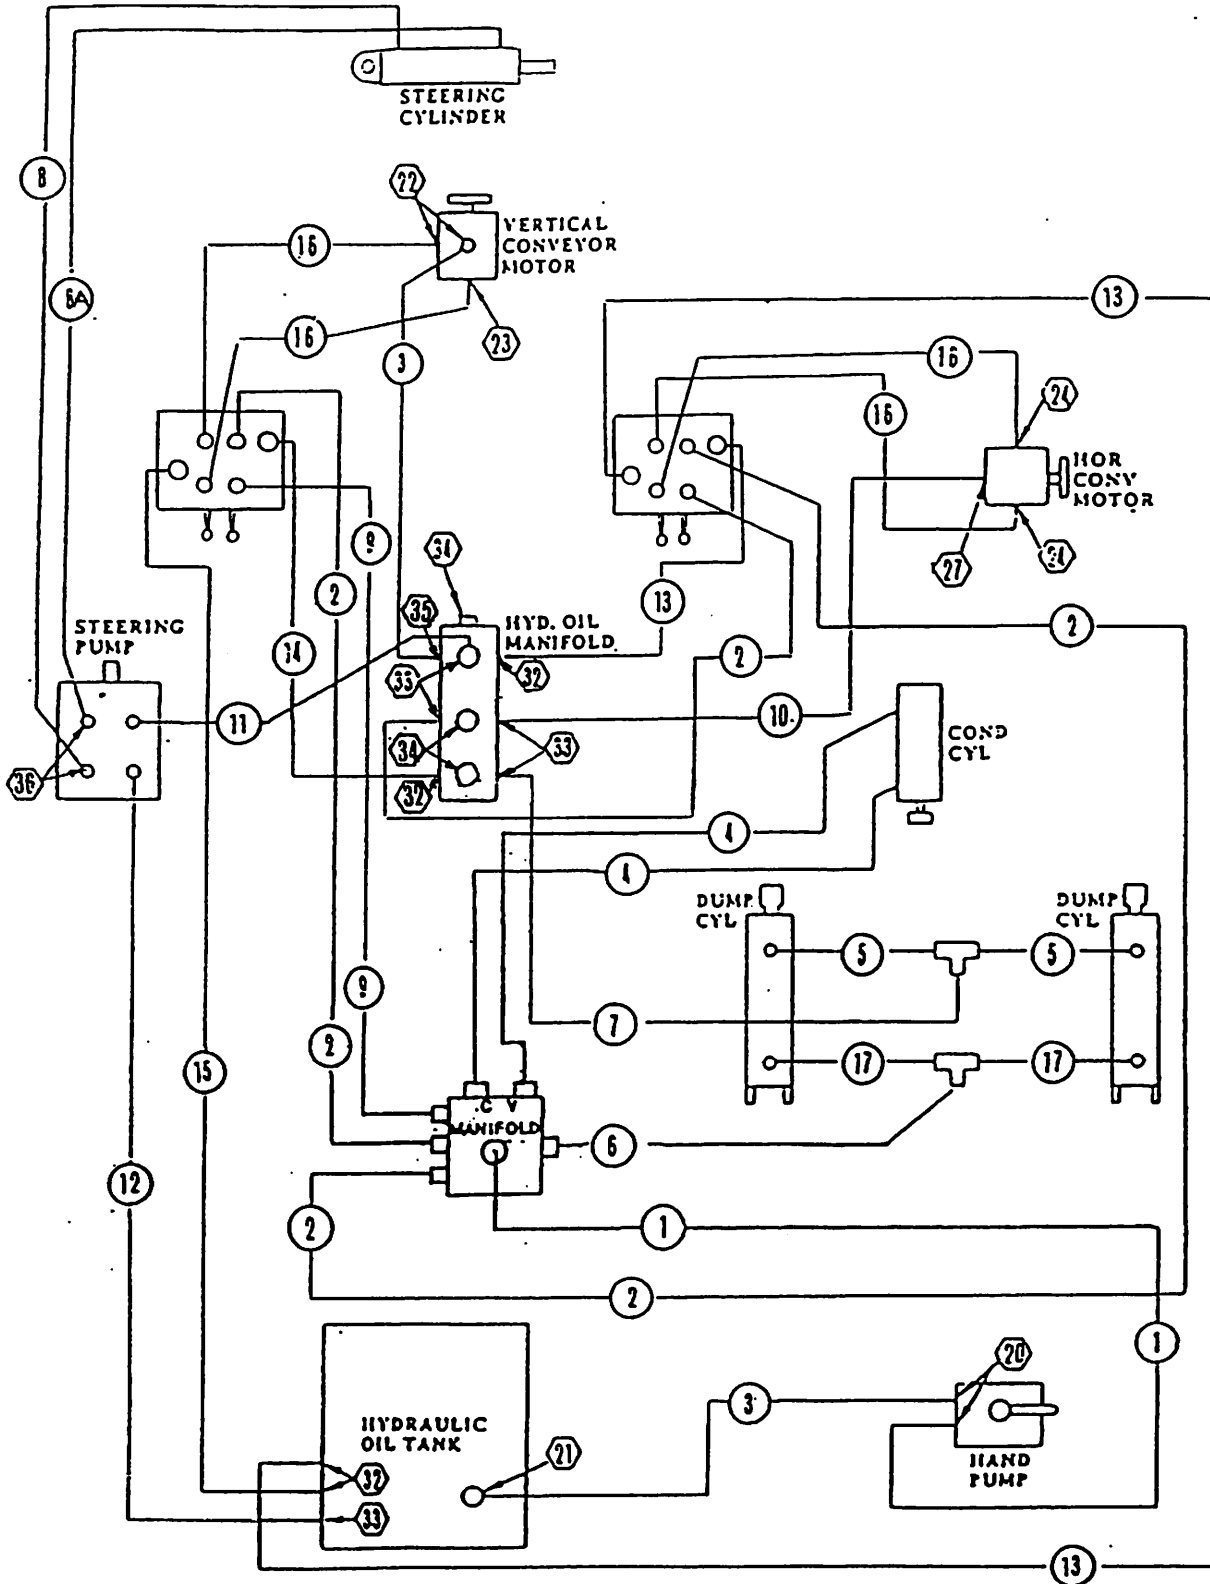 STEERING
CYLINDER
8
22
VERTICAL
CONVEYOR
MOTOR
16
6A
13
16
23
3
16
24
16
HOR
CONV
MOTOR
9
27
24
34
2
35
HYD. OIL
MANIFOLD
13
STEERING
PUMP
2
14
2
33
32
11
10
36
34
33
COND
CYL
32
4
4
DUMP
CYL
DUMP
CYL
5
5
9
7
2
15
17
17
C V
MANIFOLD
6
12
2
1
2
1
20
3
HYDRAULIC
OIL TANK
21
HAND
PUMP
32
33
13